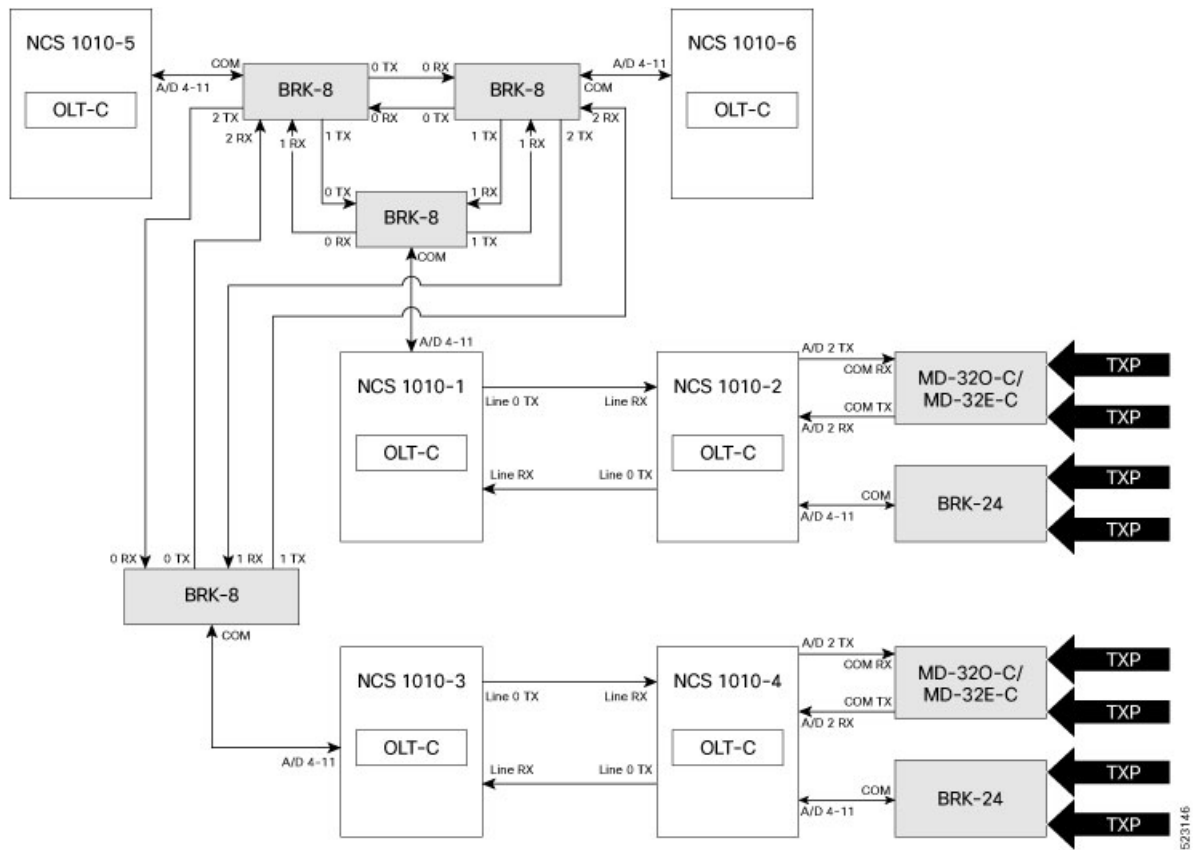 NCS 1010-5
OLT-C
COM
A/D 4-11
BRK-8
0 TX
0 RX
BRK-8
A/D 4-11
COM
NCS 1010-6
OLT-C
2 TX
2 RX
1 RX
1 TX
0 RX
0 TX
1 TX
1 RX
2 TX
2 RX
0 TX
1 RX
BRK-8
0 RX
1 TX
COM
A/D 4-11
NCS 1010-1
OLT-C
Line 0 TX
Line RX
Line RX
Line 0 TX
NCS 1010-2
OLT-C
A/D 2 TX
COM RX
COM TX
A/D 2 RX
MD-32O-C/
MD-32E-C
TXP
TXP
COM
A/D 4-11
BRK-24
TXP
TXP
0 RX
0 TX
1 RX
1 TX
BRK-8
COM
A/D 4-11
NCS 1010-3
OLT-C
Line 0 TX
Line RX
Line RX
Line 0 TX
NCS 1010-4
OLT-C
A/D 2 TX
COM RX
COM TX
A/D 2 RX
MD-32O-C/
MD-32E-C
TXP
TXP
COM
A/D 4-11
BRK-24
TXP
TXP
523146